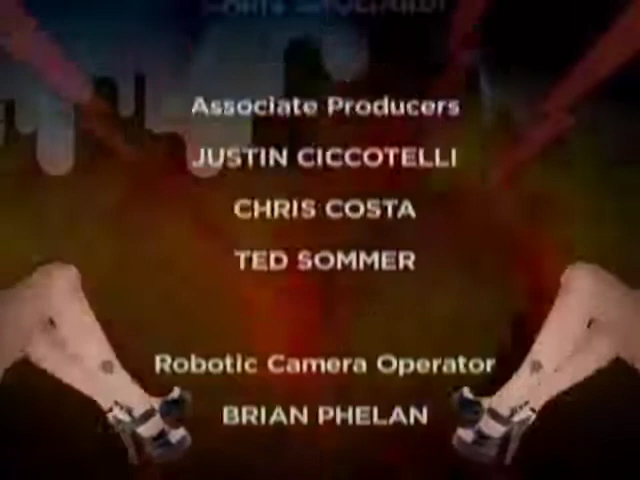 Associate Producers
JUSTIN CICCOTELLI
CHRIS COSTA
TED SOMMER
Robotic Camera Operator
BRIAN PHELAN